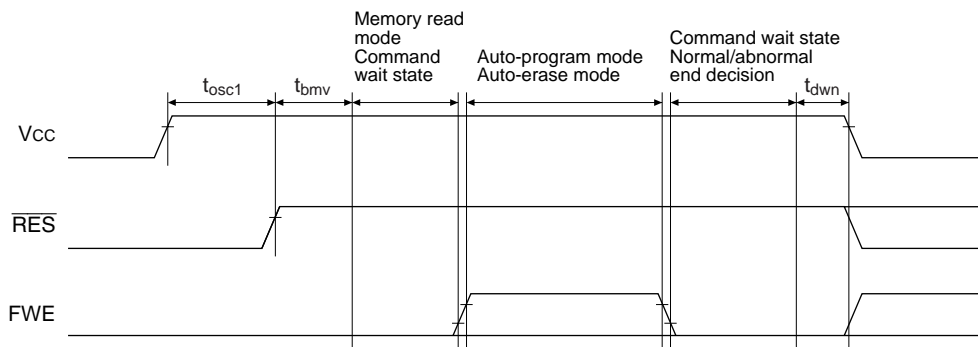 Memory read
mode
Command
wait state
Auto-program mode
Auto-erase mode
Command wait state
Normal/abnormal
end decision
tosc1
tbmv
tdwn
VCC
RES
FWE